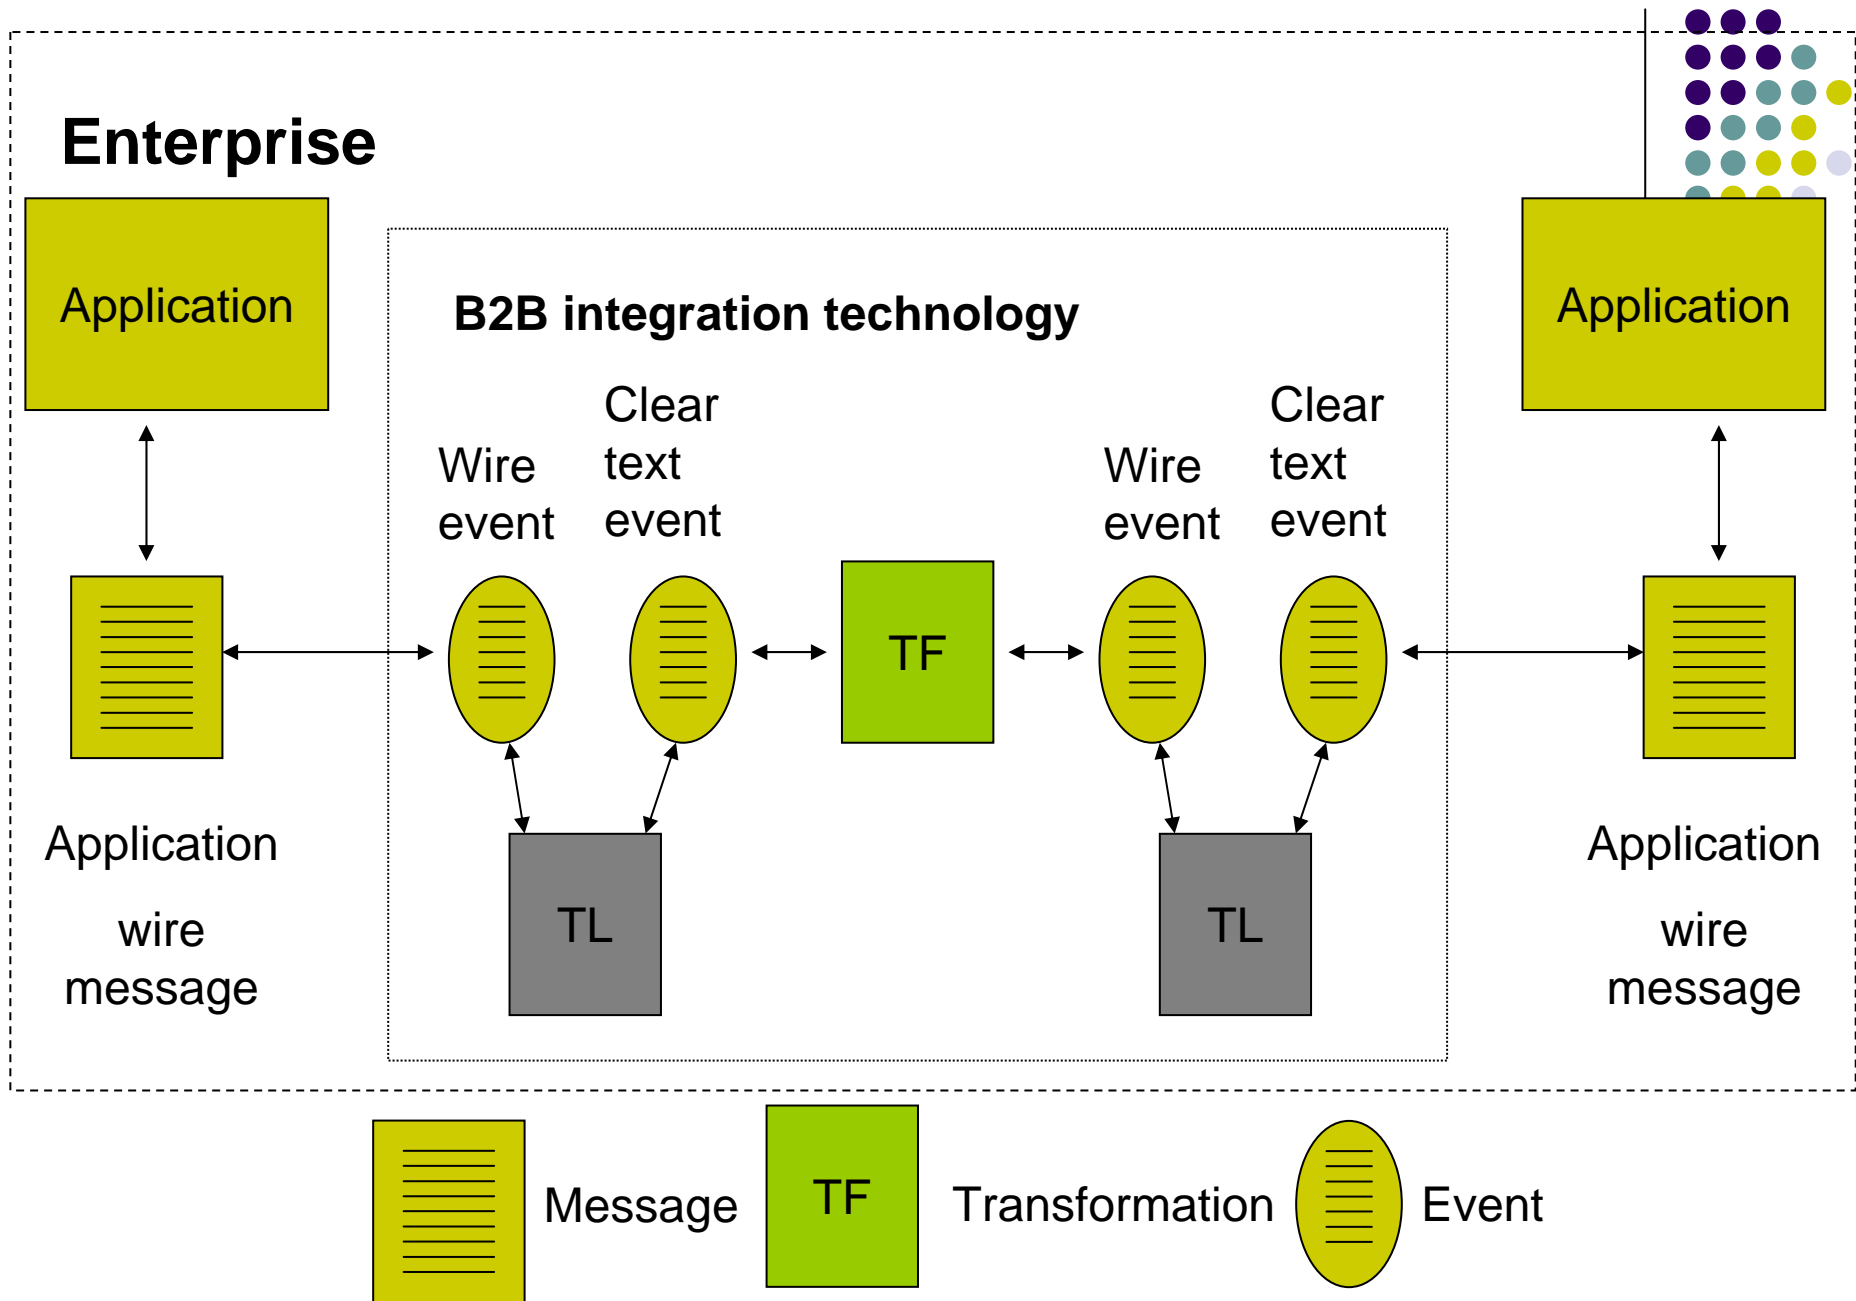 Enterprise
Application
Application
B2B integration technology
Wire
event
Clear
text
event
Wire
event
Clear
text
event
TF
TL
TL
Application
wire
message
Application
wire
message
Message
TF
Transformation
Event